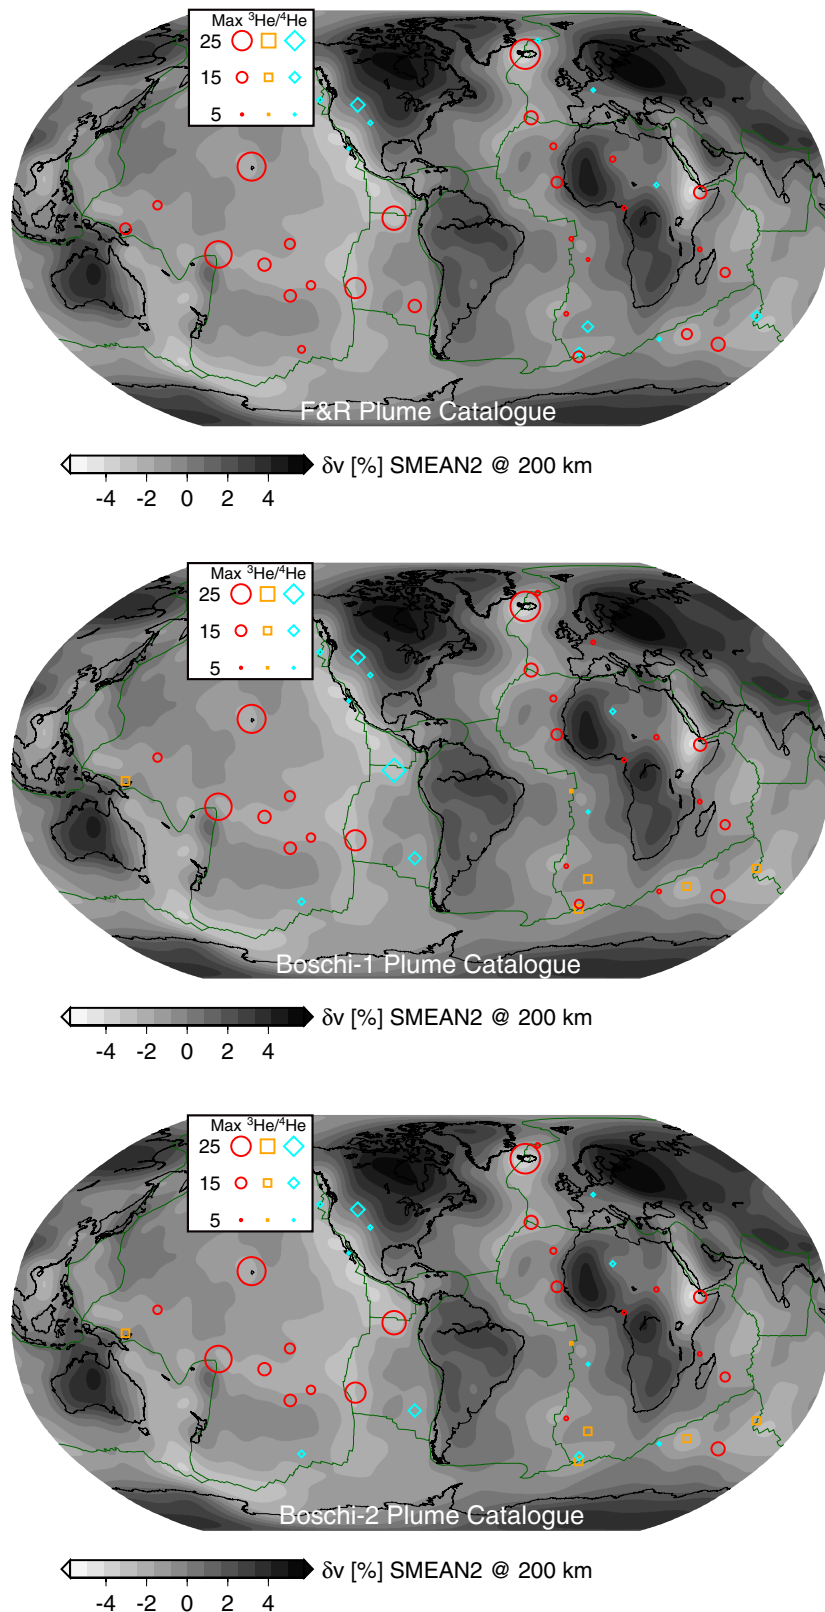 Max ³He/⁴He
25
15
5
F&R Plume Catalogue
δv [%] SMEAN2 @ 200 km
-4 -2 0 2 4
Max ³He/⁴He
25
15
5
Boschi-1 Plume Catalogue
δv [%] SMEAN2 @ 200 km
-4 -2 0 2 4
Max ³He/⁴He
25
15
5
Boschi-2 Plume Catalogue
δv [%] SMEAN2 @ 200 km
-4 -2 0 2 4